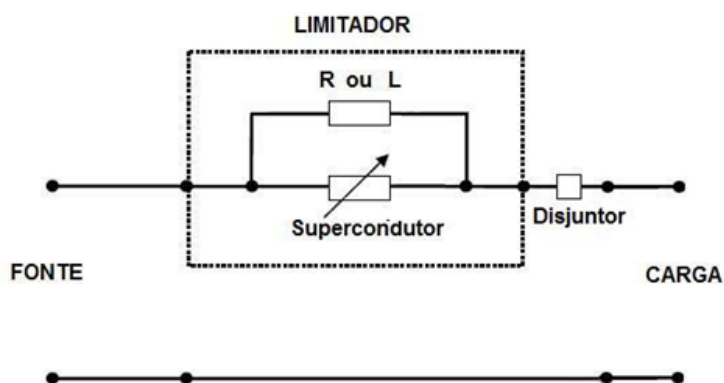 LIMITADOR
R ou L
Supercondutor
Disjuntor
FONTE
CARGA